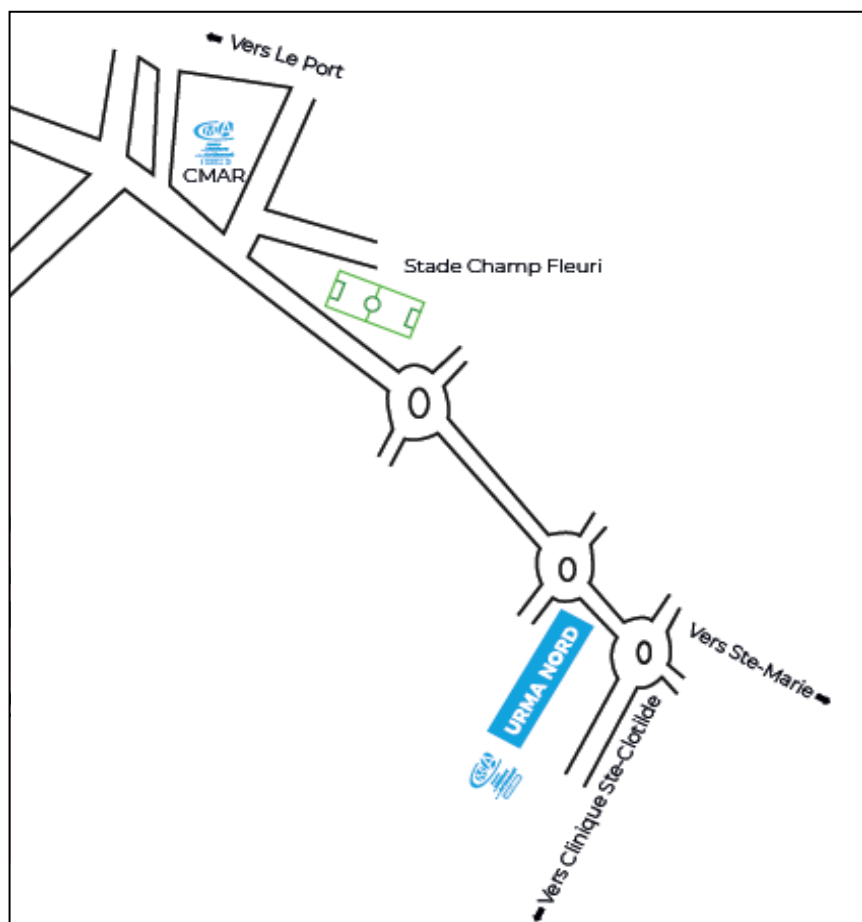 Vers Le Port
CMAR
Stade Champ Fleuri
Vers Ste-Marie
URMA NORD
Vers Clinique Ste-Clotilde